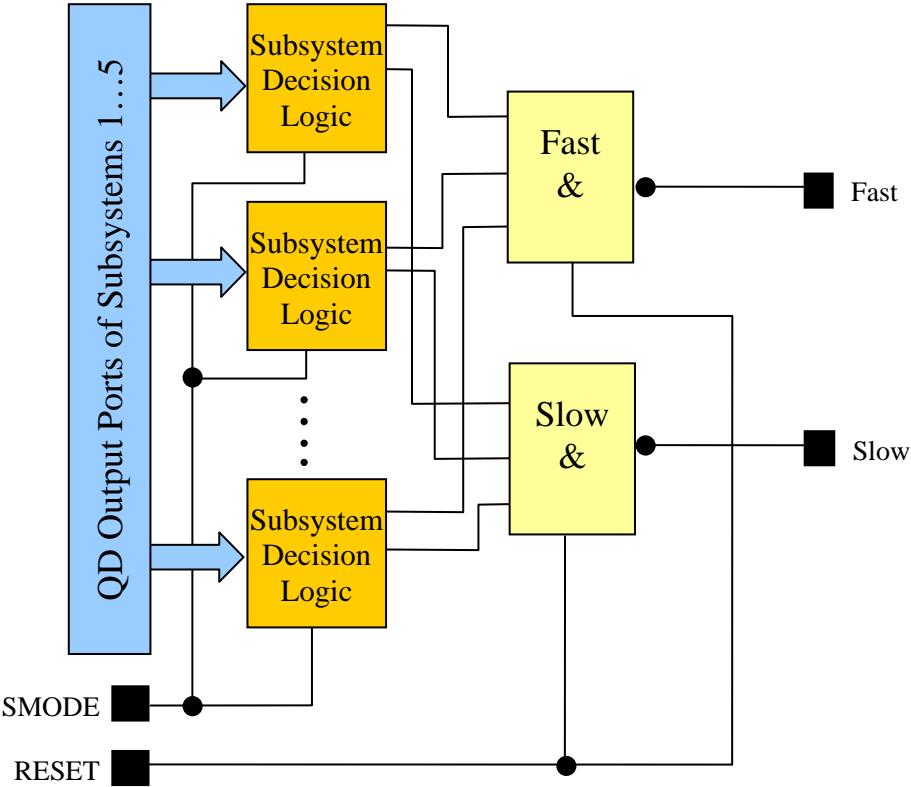 QD Output Ports of Subsystems 1…5
Subsystem
Decision
Logic
Subsystem
Decision
Logic
Subsystem
Decision
Logic
Fast
&
Fast
Slow
&
Slow
SMODE
RESET